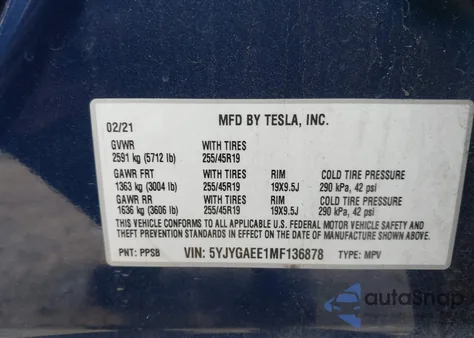 MFD BY TESLA, INC.
02/21
GVWR WITH TIRES
2591 kg (5712 lb) 255/45R19
GAWR FRT WITH TIRES RIM COLD TIRE PRESSURE
1363 kg (3004 lb) 255/45R19 19X9.5J 290 kPa, 42 psi
GAWR RR
1636 kg (3606 lb) 255/45R19 19X9.5J 290 kPa, 42 psi
WITH TIRES RIM COLD TIRE PRESSURE
THIS VEHICLE CONFORMS TO ALL APPLICABLE
U.S. FEDERAL MOTOR VEHICLE SAFETY
AND THEFT PREVENTION STANDARDS IN EFFECT ON THE
DATE OF MANUFACTURE SHOWN ABOVE.
PNT: PPSB VIN: 5YJYGAEE1MF136878 TYPE: MPV
autoSnap